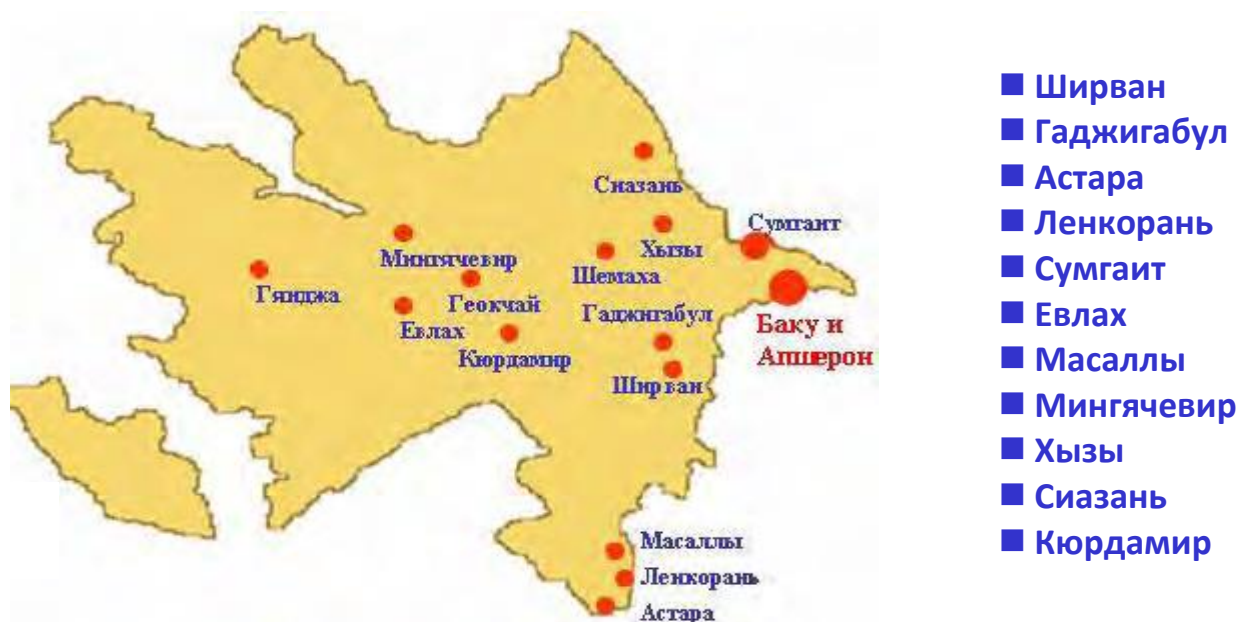 Сиазань
Сумгаит
Хызы
Мингячевир
Шемаха
Гянджа
Геокчай
Гаджигабул
Евлах
Баку и
Апшерон
Кюрдамир
Ширван
Масаллы
Ленкорань
Астара
Ширван
Гаджигабул
Астара
Ленкорань
Сумгаит
Евлах
Масаллы
Мингячевир
Хызы
Сиазань
Кюрдамир